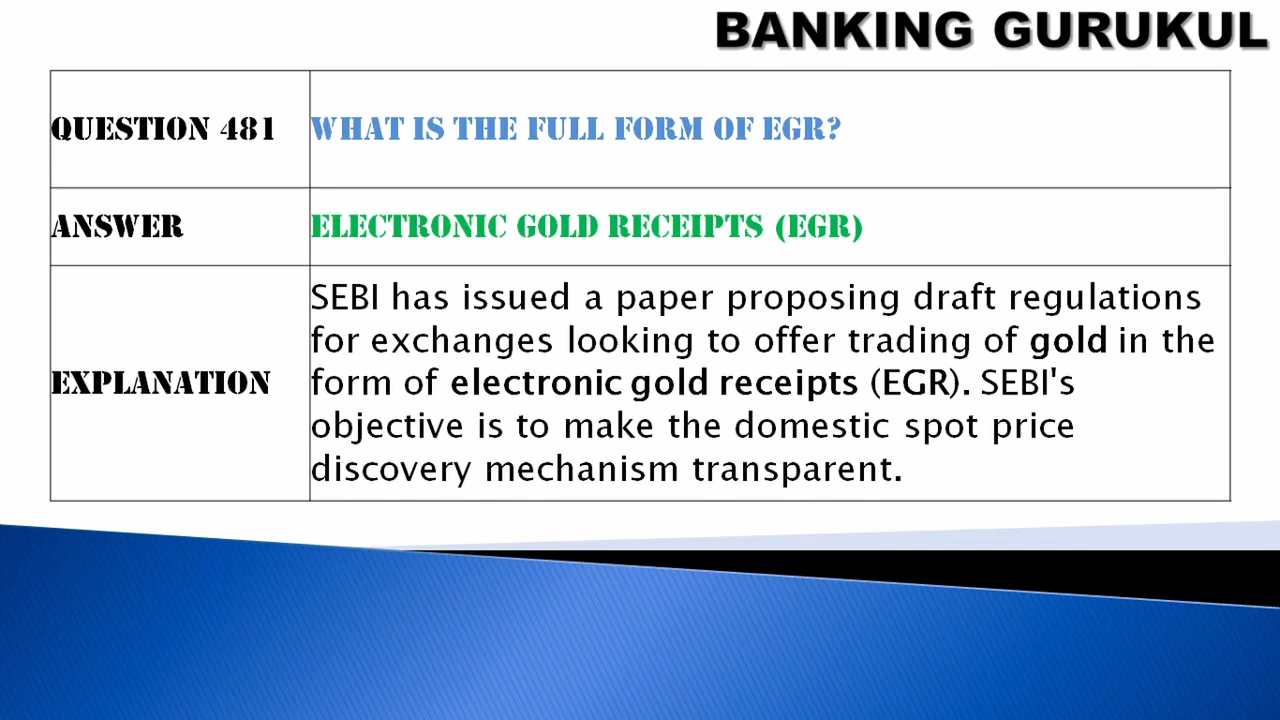 BANKING GURUKUL
QUESTION 481
WHAT IS THE FULL FORM OF EGR?
ANSWER
ELECTRONIC GOLD RECEIPTS (EGR)
EXPLANATION
SEBI has issued a paper proposing draft regulations
for exchanges looking to offer trading of gold in the
form of electronic gold receipts (EGR). SEBI's
objective is to make the domestic spot price
discovery mechanism transparent.